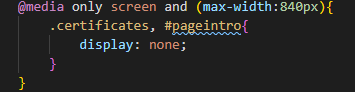 @media only screen and (max-width:840px){
    .certificates, #pageintro{
        display: none;
    }
}